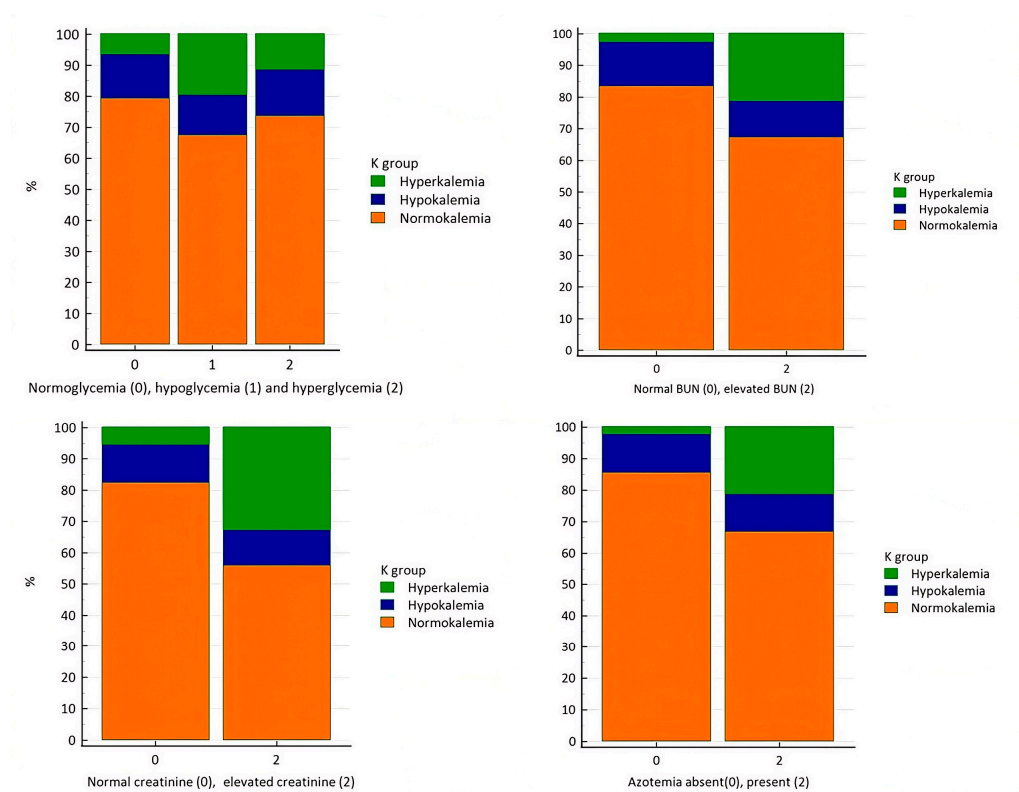 100
90
80
70
60
50
40
30
20
10
0
%
0 1 2
Normoglycemia (0), hypoglycemia (1) and hyperglycemia (2)
K group
Hyperkalemia
Hypokalemia
Normokalemia
100
90
80
70
60
50
40
30
20
10
0
0 2
Normal BUN (0), elevated BUN (2)
K group
Hyperkalemia
Hypokalemia
Normokalemia
100
90
80
70
60
50
40
30
20
10
0
%
0 2
Normal creatinine (0), elevated creatinine (2)
K group
Hyperkalemia
Hypokalemia
Normokalemia
100
90
80
70
60
50
40
30
20
10
0
0 2
Azotemia absent(0), present (2)
K group
Hyperkalemia
Hypokalemia
Normokalemia